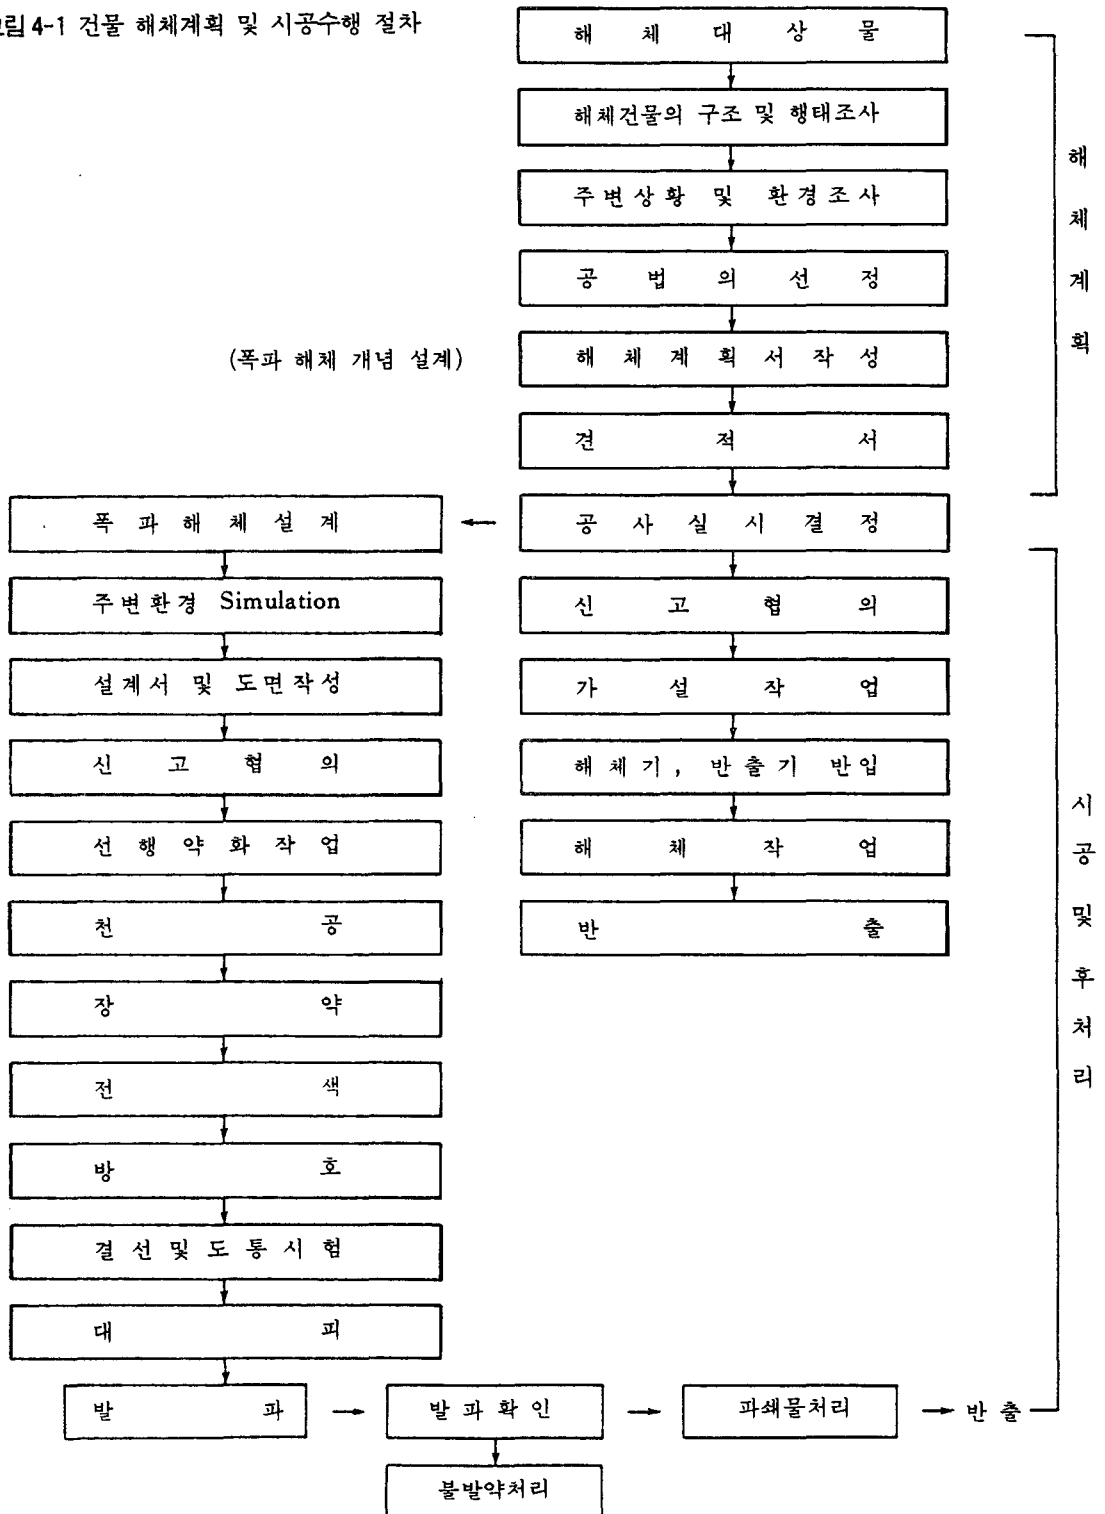 그림 4-1 건물 해체계획 및 시공수행 절차
해체대상물
해체건물의 구조 및 행태조사
주변상황 및 환경조사
공법의선정
(폭파 해체 개념 설계)
해체계획서작성
견적서
공사실시결정
해체계획
폭파해체설계
주변환경 Simulation
설계서 및 도면작성
신고협의
선행약화작업
천공
장약
전색
방호
결선및도통시험
대피
발파
발파확인
파쇄물처리
반출
불발약처리
신고협의
가설작업
해체기, 반출기 반입
해체작업
반출
시공및후처리